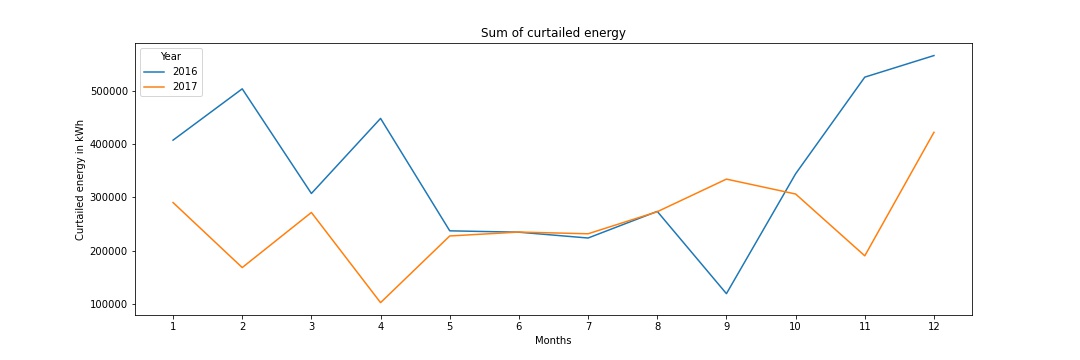 Sum of curtailed energy
Year
2016
2017
Curtailed energy in kWh
500000
400000
300000
200000
100000
1 2 3 4 5 6 7 8 9 10 11 12
Months